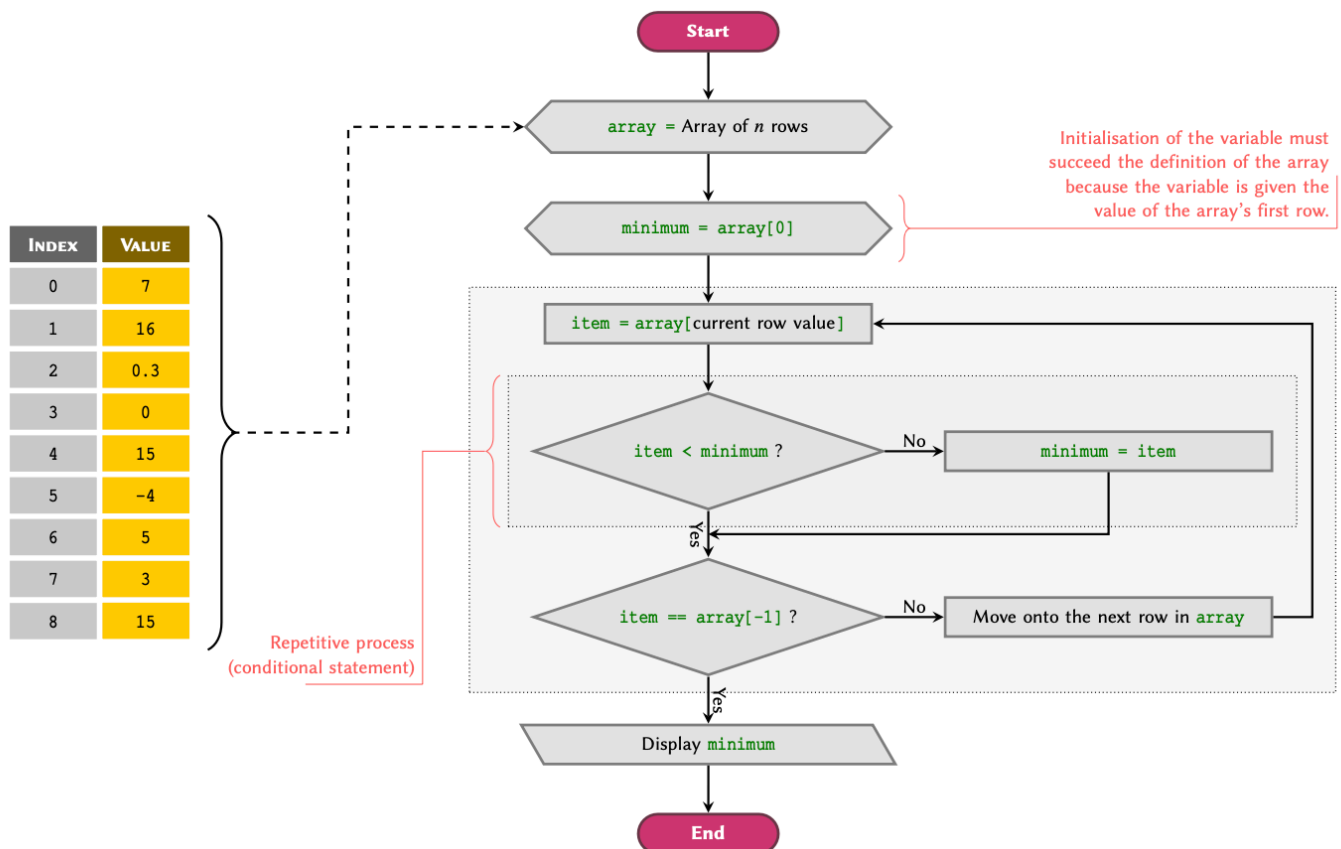 Start
array = Array of n rows
Initialisation of the variable must
succeed the definition of the array
because the variable is given the
value of the array's first row.
minimum = array[0]
INDEX VALUE
0 7
1 16
2 0.3
3 0
4 15
5 -4
6 5
7 3
8 15
item = array[current row value]
item < minimum ?
No
minimum = item
Yes
item == array[-1] ?
No
Move onto the next row in array
Repetitive process
(conditional statement)
Yes
Display minimum
End